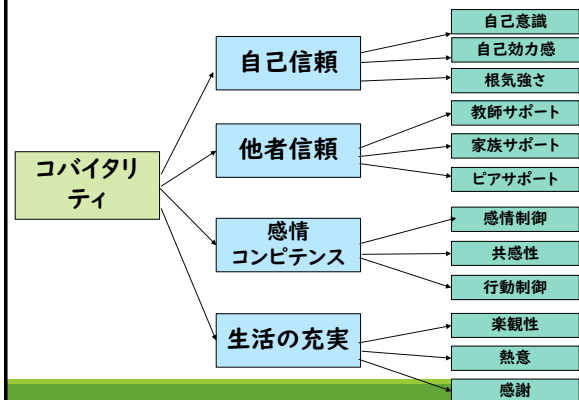 コバイタリ
ティ
自己信頼
自己意識
自己効力感
根気強さ
他者信頼
教師サポート
家族サポート
ピアサポート
感情
コンピテンス
感情制御
共感性
行動制御
生活の充実
楽観性
熱意
感謝